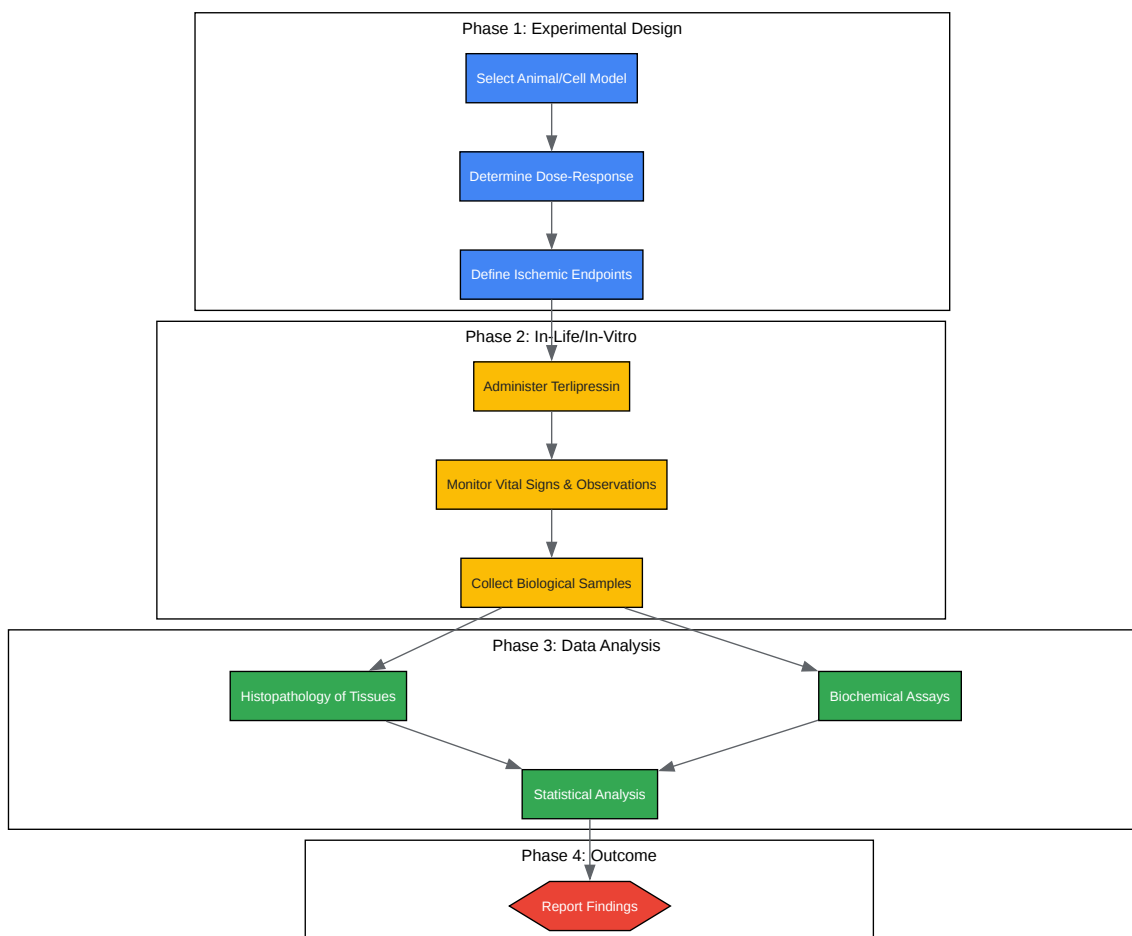 Phase 1: Experimental Design
Select Animal/Cell Model
Determine Dose-Response
Define Ischemic Endpoints
Phase 2: In-Life/In-Vitro
Administer Terlipressin
Monitor Vital Signs & Observations
Collect Biological Samples
Phase 3: Data Analysis
Histopathology of Tissues
Biochemical Assays
Statistical Analysis
Phase 4: Outcome
Report Findings